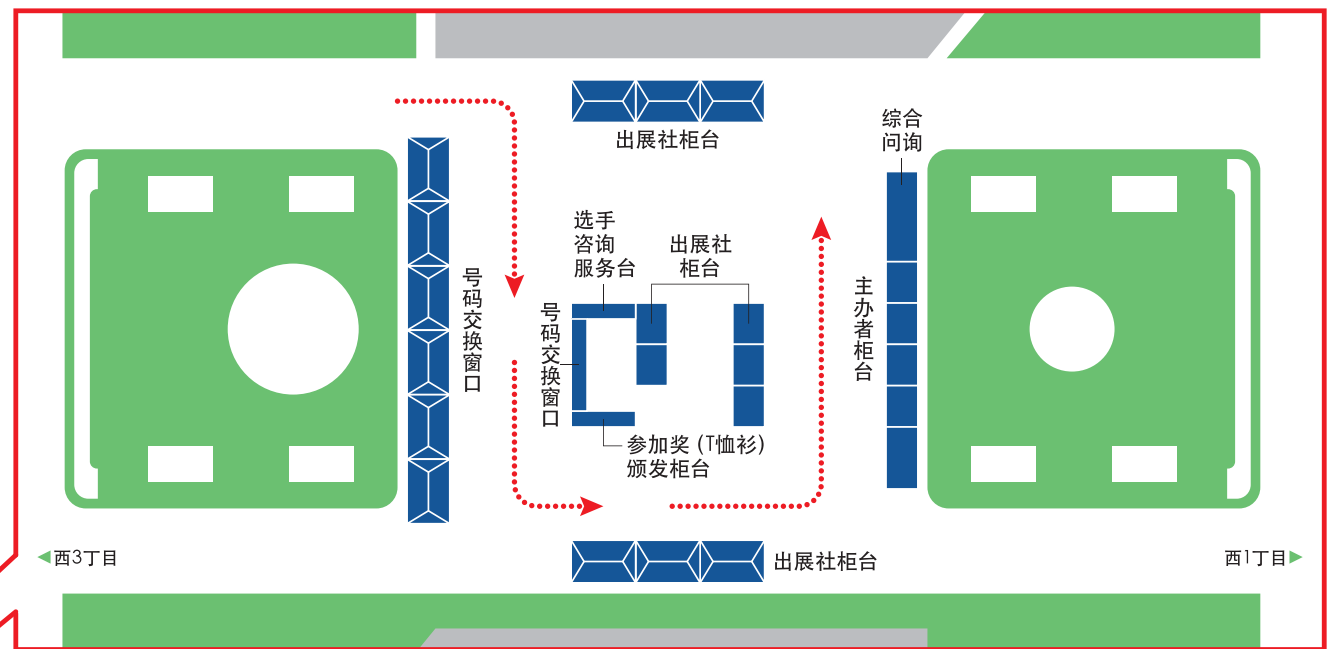 出展社柜台
综合
问询
选手
咨询
服务台
出展社
柜台
号码交换窗口
号码交换窗口
主办者柜台
参加奖（T恤衫）
颁发柜台
西3丁目
出展社柜台
西1丁目